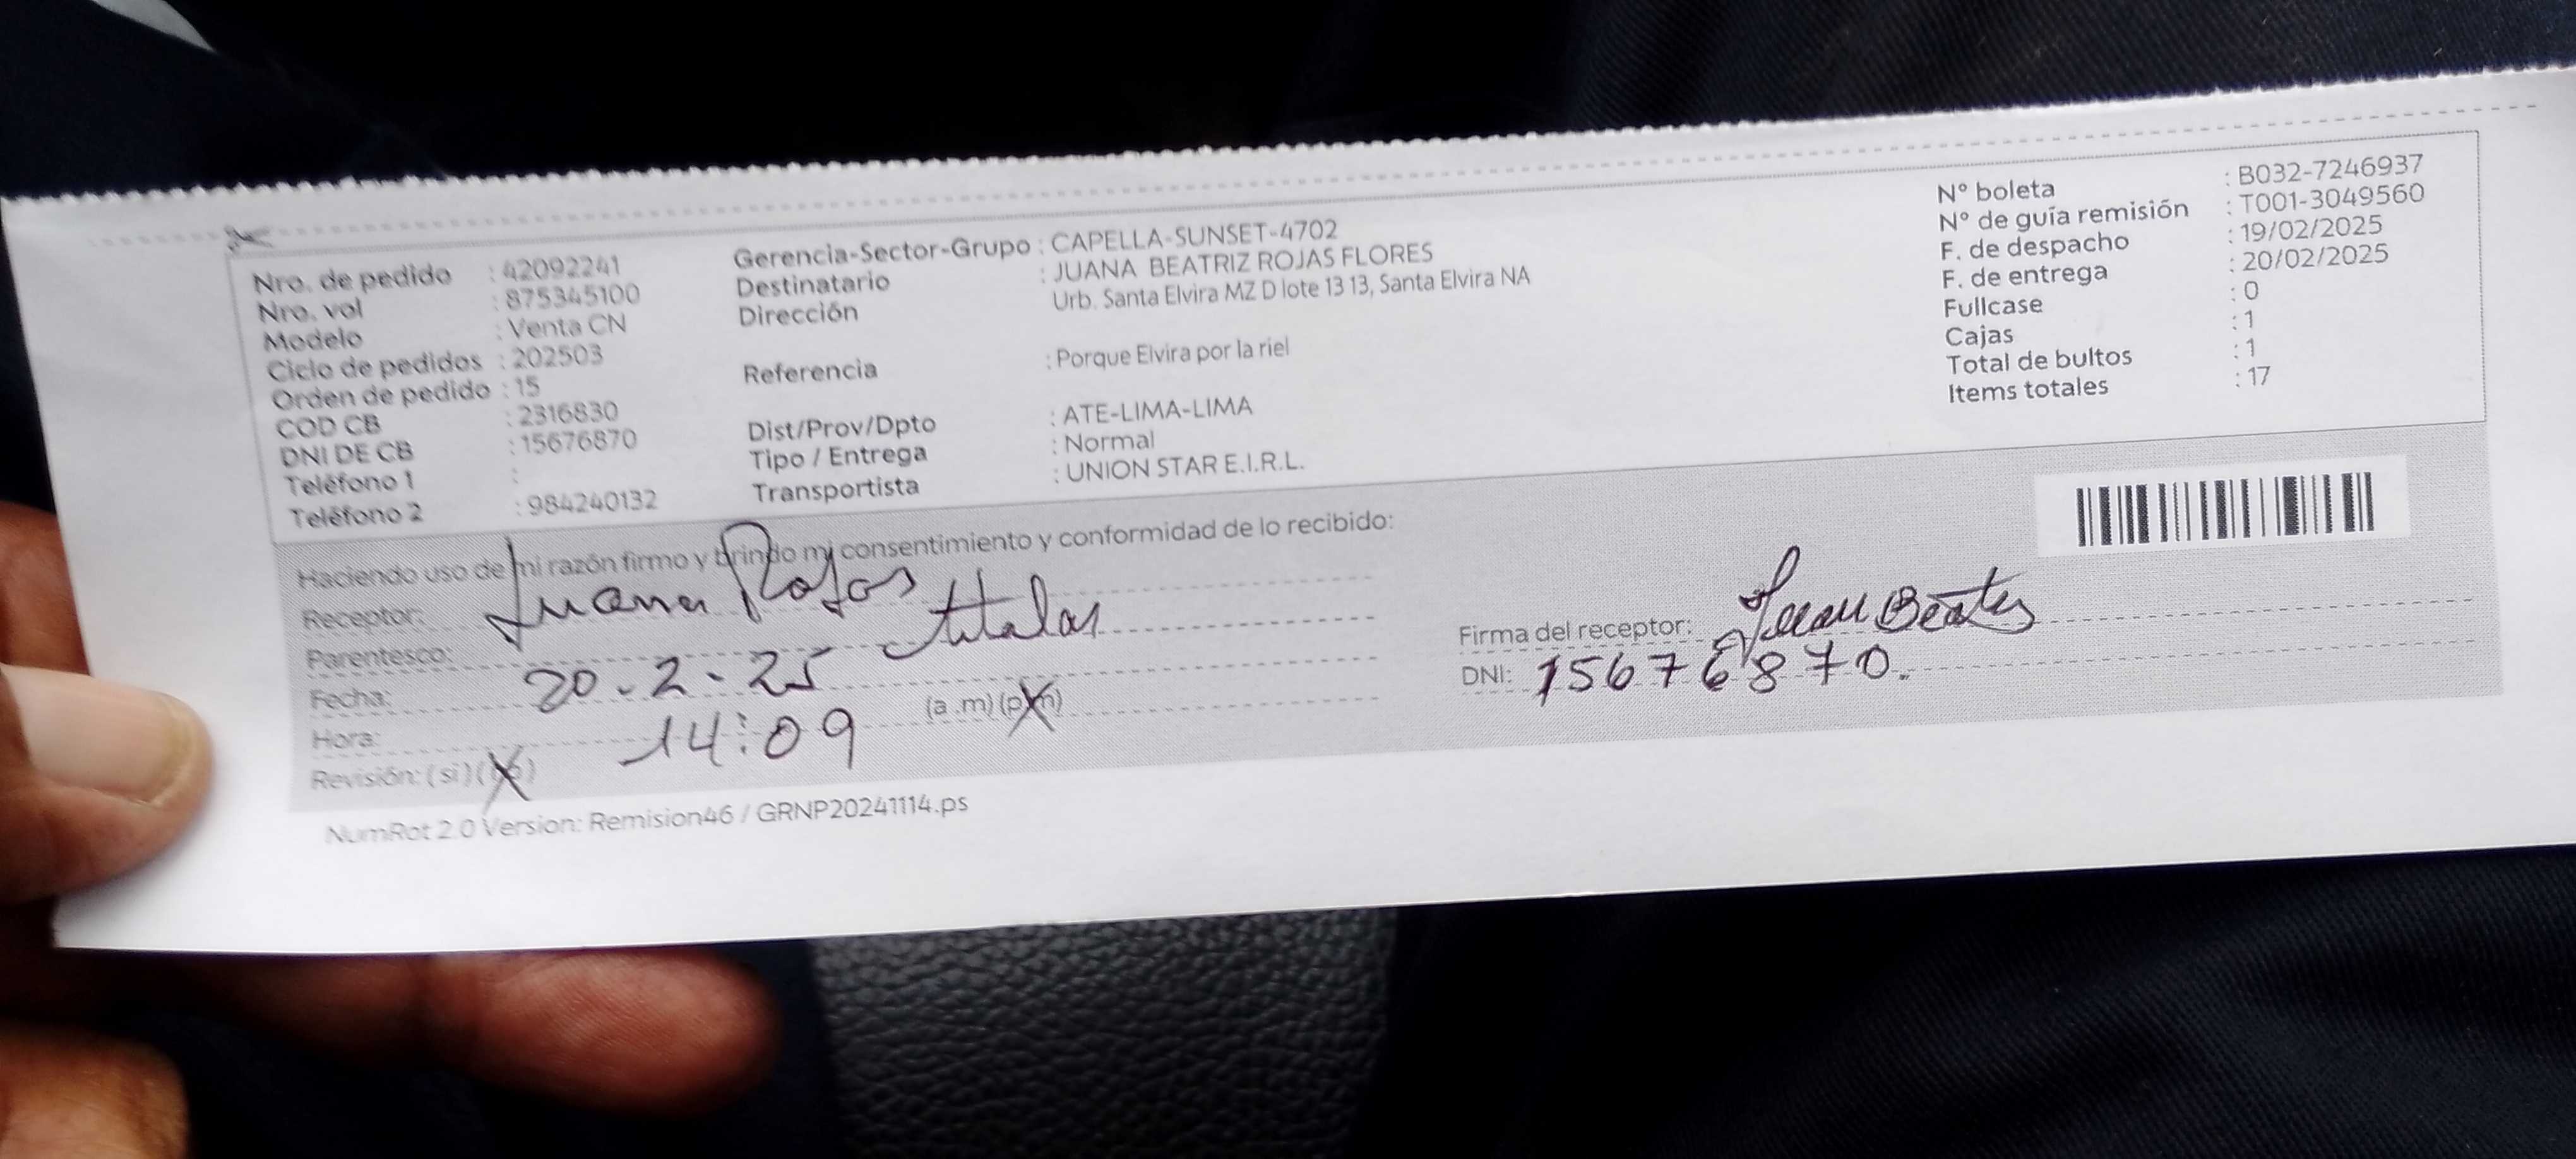 Nro. de pedido : 42092241
Nro. vol : 875345100
Modelo : Venta CN
Ciclo de pedidos : 202503
Orden de pedido : 15
COD CB : 2316830
DNI DE CB : 15676870
Teléfono 1 :
Teléfono 2 : 984240132
Gerencia-Sector-Grupo : CAPELLA-SUNSET-4702
Destinatario : JUANA BEATRIZ ROJAS FLORES
Dirección Urb. Santa Elvira MZ D lote 13 13, Santa Elvira NA
Referencia : Porque Elvira por la riel
Dist/Prov/Dpto : ATE-LIMA-LIMA
Tipo / Entrega : Normal
Transportista : UNION STAR E.I.R.L.
N° boleta : B032-7246937
N° de guía remisión : T001-3049560
F. de despacho : 19/02/2025
F. de entrega : 20/02/2025
Fullcase : 0
Cajas : 1
Total de bultos : 1
Items totales : 17
Haciendo uso de mi razón firmo y brindo mi consentimiento y conformidad de lo recibido:
Receptor: Juana Rojas
Parentesco: titular
Fecha: 20-2-25
Hora: 14:09 (a.m) (p.m)
Revisión: (si) (no)
Firma del receptor:
DNI: 15676870.
NumRot 2.0 Version: Remision46 / GRNP20241114.ps